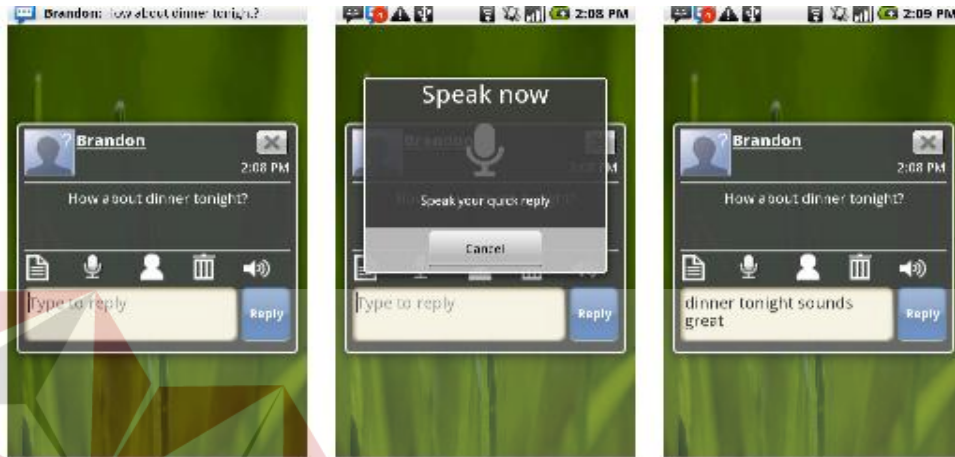 Brandon: How about dinner tonight?
Brandon
2:08 PM
How about dinner tonight?
Type to reply
Reply
2:08 PM
Speak now
Speak your quick reply
Cancel
Type to reply
Reply
2:09 PM
Brandon
2:08 PM
How about dinner tonight?
dinner tonight sounds
great
Reply